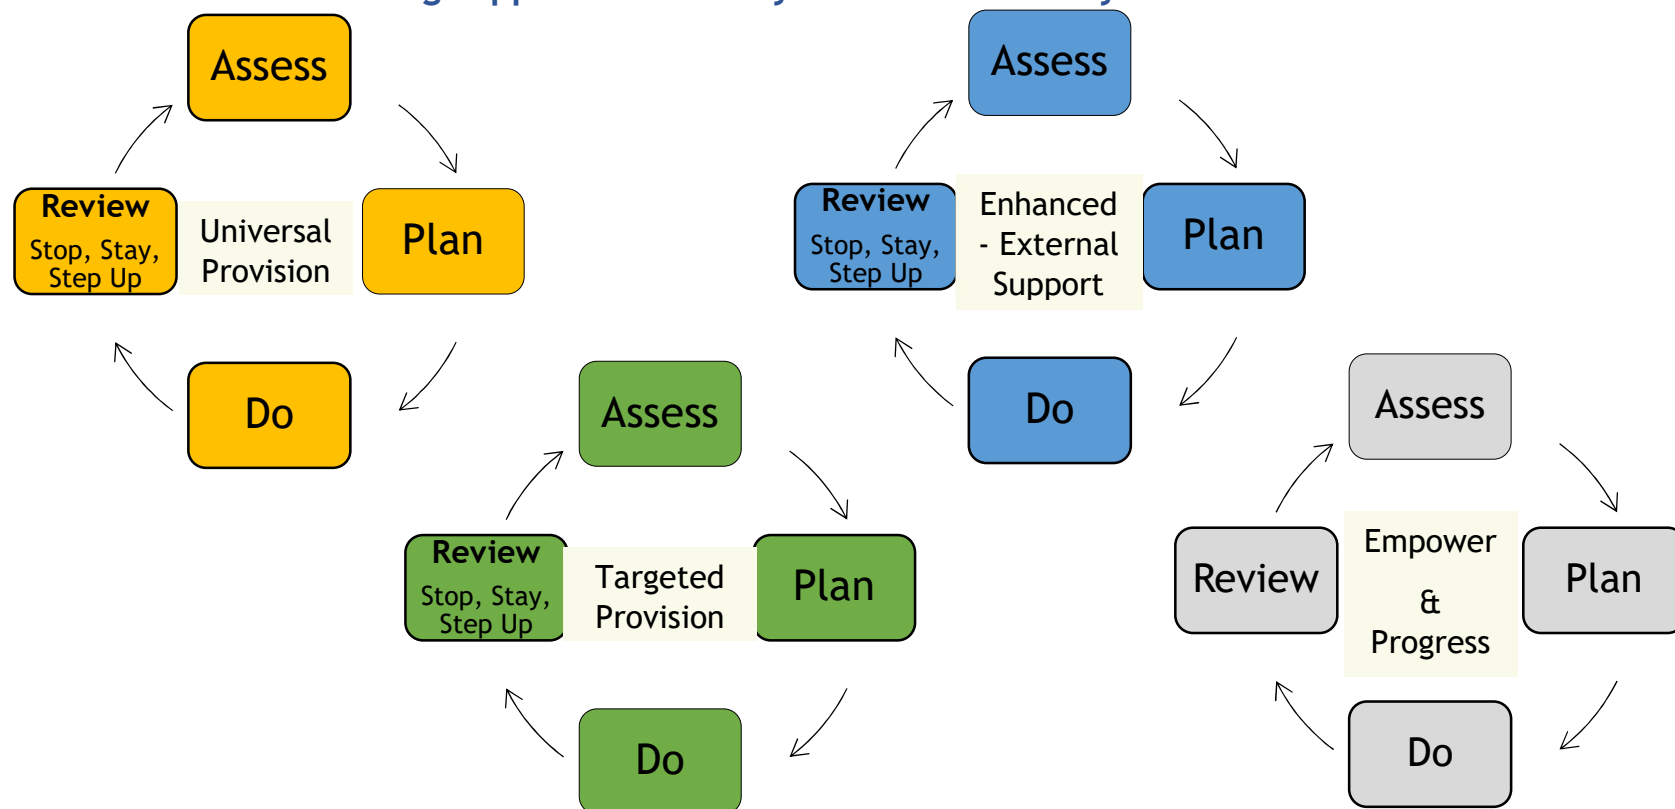 Assess
Review
Stop, Stay,
Step Up
Universal
Provision
Plan
Do
Assess
Review
Stop, Stay,
Step Up
Targeted
Provision
Plan
Do
Assess
Review
Stop, Stay,
Step Up
Enhanced
- External
Support
Plan
Do
Assess
Review
Empower
&
Progress
Plan
Do